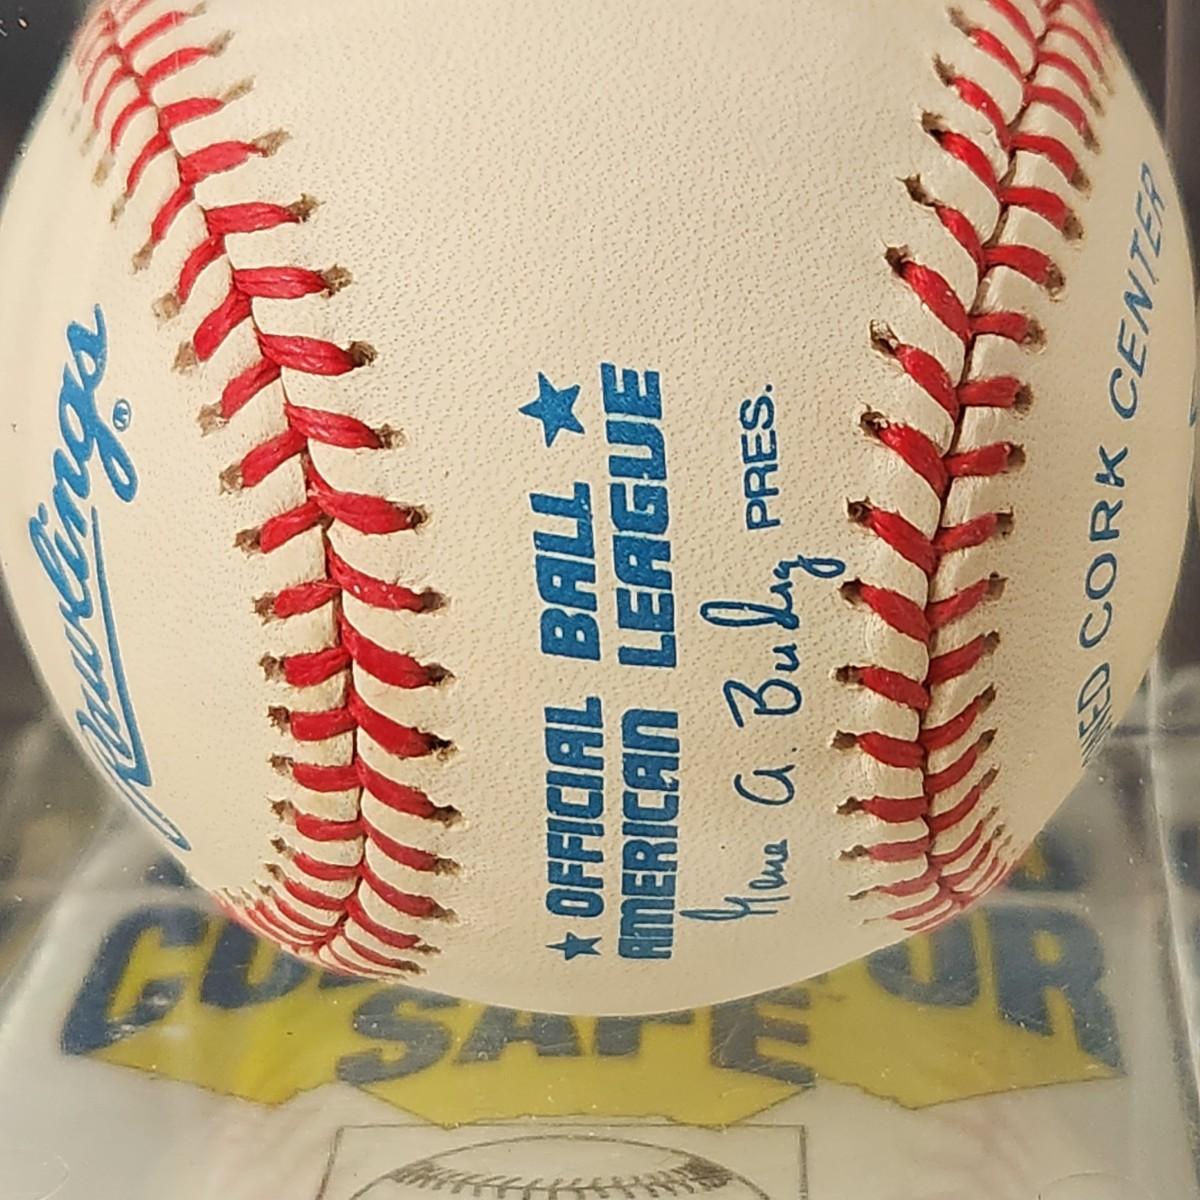 Rawlings ®
★ OFFICIAL BALL ★
AMERICAN LEAGUE
Gene A. Budig PRES.
CORK CENTER
SAFE